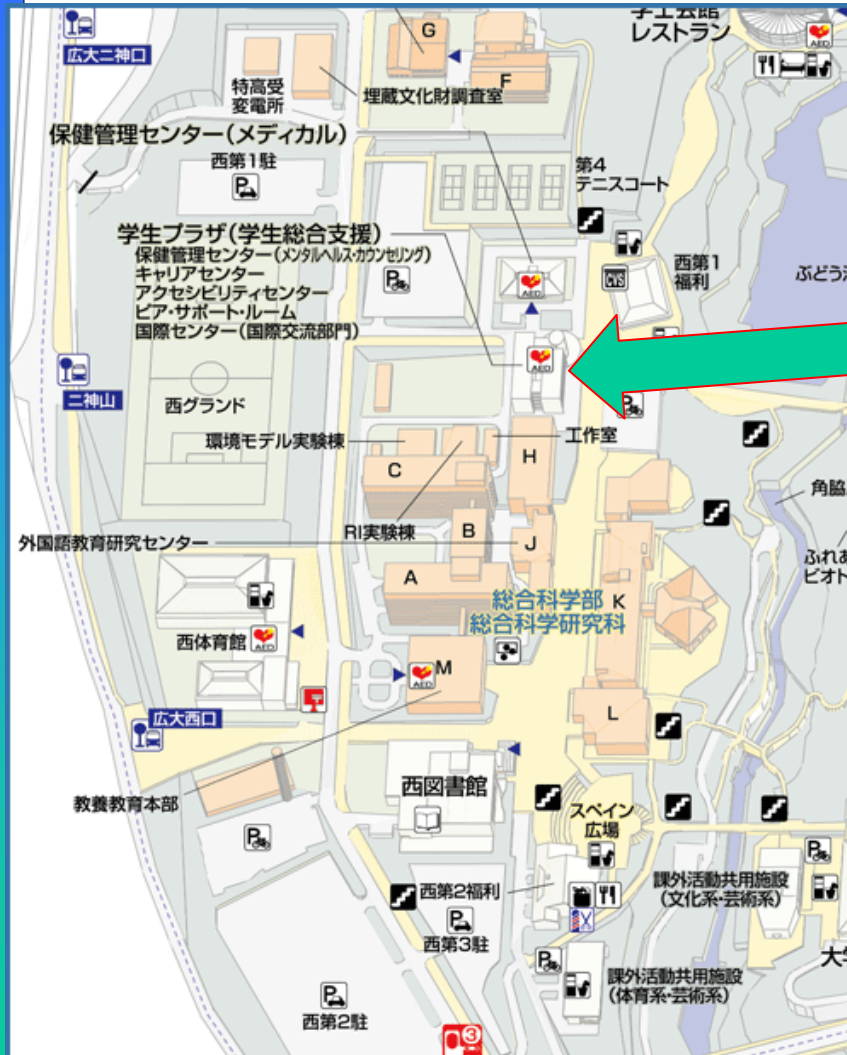 学士会館
レストラン
AED
G
広大二神口
F
特高受
変電所
埋蔵文化財調査室
保健管理センター(メディカル)
西第1駐
P
第4
テニスコート
学生プラザ(学生総合支援)
保健管理センター(メンタルヘルス・カウンセリング)
キャリアセンター
アクセシビリティセンター
ピア・サポート・ルーム
国際センター(国際交流部門)
P
AED
西第1
福利
ぶどう
AED
二神山
西グランド
P
環境モデル実験棟
工作室
C
H
RI実験棟
角脇
外国語教育研究センター
B
J
ふれあ
ビオト
A
総合科学部
総合科学研究科
K
西体育館
AED
AED
M
L
広大西口
教養教育本部
西図書館
スペイン
広場
P
P
西第2福利
課外活動共用施設
(文化系・芸術系)
P
西第3駐
大学
P
課外活動共用施設
(体育系・芸術系)
P
西第2駐
3